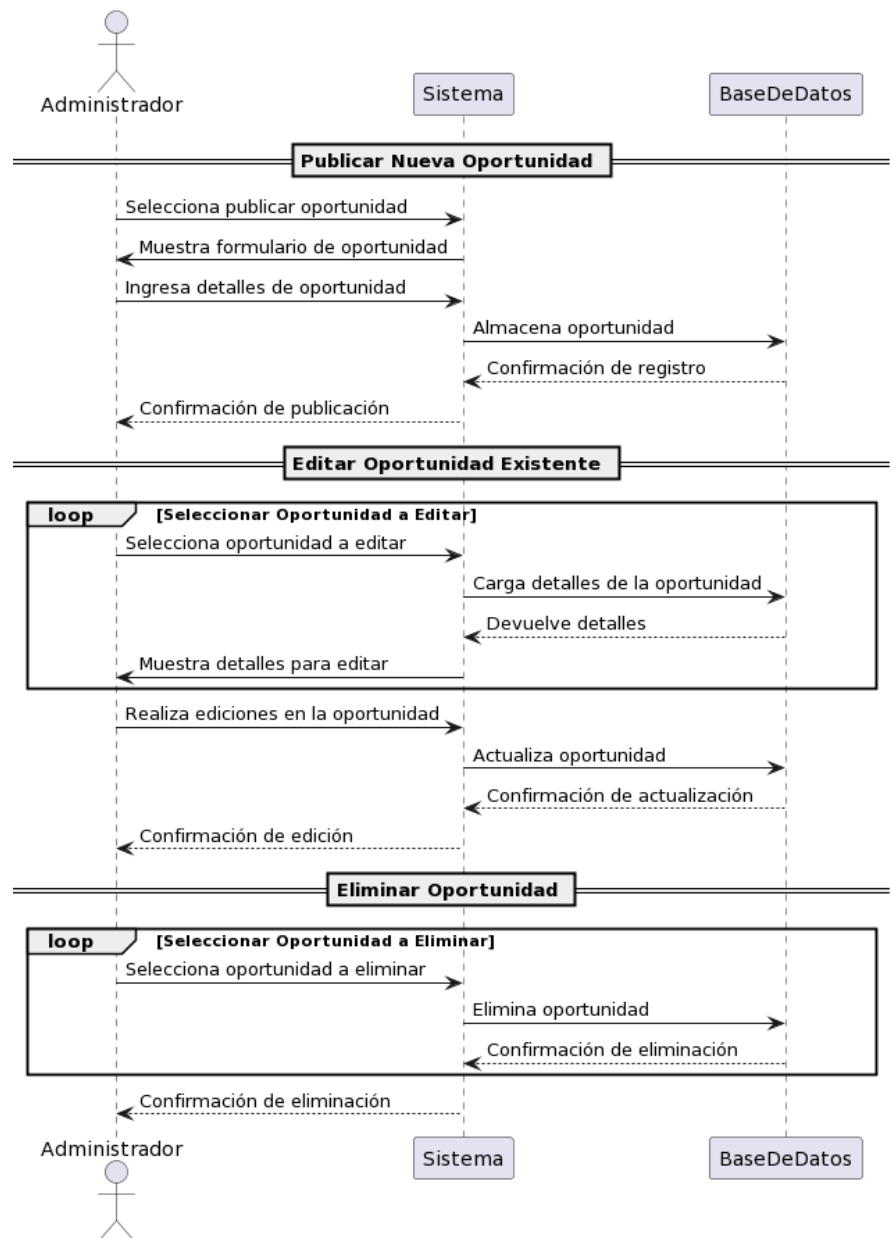 Administrador
Sistema
BaseDeDatos
Publicar Nueva Oportunidad
Selecciona publicar oportunidad
Muestra formulario de oportunidad
Ingresa detalles de oportunidad
Almacena oportunidad
Confirmación de registro
Confirmación de publicación
Editar Oportunidad Existente
loop [Seleccionar Oportunidad a Editar]
Selecciona oportunidad a editar
Carga detalles de la oportunidad
Devuelve detalles
Muestra detalles para editar
Realiza ediciones en la oportunidad
Actualiza oportunidad
Confirmación de actualización
Confirmación de edición
Eliminar Oportunidad
loop [Seleccionar Oportunidad a Eliminar]
Selecciona oportunidad a eliminar
Elimina oportunidad
Confirmación de eliminación
Confirmación de eliminación
Administrador
Sistema
BaseDeDatos